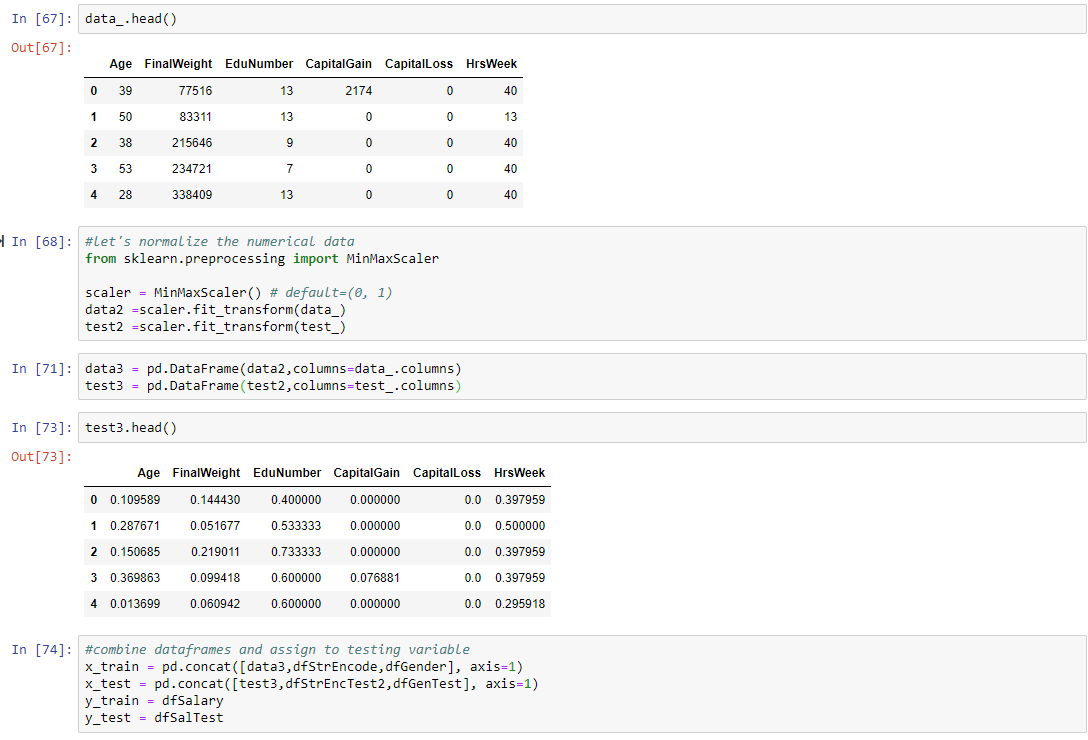 In [67]: data_.head()
Out[67]:
Age FinalWeight EduNumber CapitalGain CapitalLoss HrsWeek
0 39 77516 13 2174 0 40
1 50 83311 13 0 0 13
2 38 215646 9 0 0 40
3 53 234721 7 0 0 40
4 28 338409 13 0 0 40
In [68]: #let's normalize the numerical data
from sklearn.preprocessing import MinMaxScaler
scaler = MinMaxScaler() # default=(0, 1)
data2 =scaler.fit_transform(data_)
test2 =scaler.fit_transform(test_)
In [71]: data3 = pd.DataFrame(data2,columns=data_.columns)
test3 = pd.DataFrame(test2,columns=test_.columns)
In [73]: test3.head()
Out[73]:
Age FinalWeight EduNumber CapitalGain CapitalLoss HrsWeek
0 0.109589 0.144430 0.400000 0.000000 0.0 0.397959
1 0.287671 0.051677 0.533333 0.000000 0.0 0.500000
2 0.150685 0.219011 0.733333 0.000000 0.0 0.397959
3 0.369863 0.099418 0.600000 0.076881 0.0 0.397959
4 0.013699 0.060942 0.600000 0.000000 0.0 0.295918
In [74]: #combine dataframes and assign to testing variable
x_train = pd.concat([data3,dfStrEncode,dfGender], axis=1)
x_test = pd.concat([test3,dfStrEncTest2,dfGenTest], axis=1)
y_train = dfSalary
y_test = dfSalTest